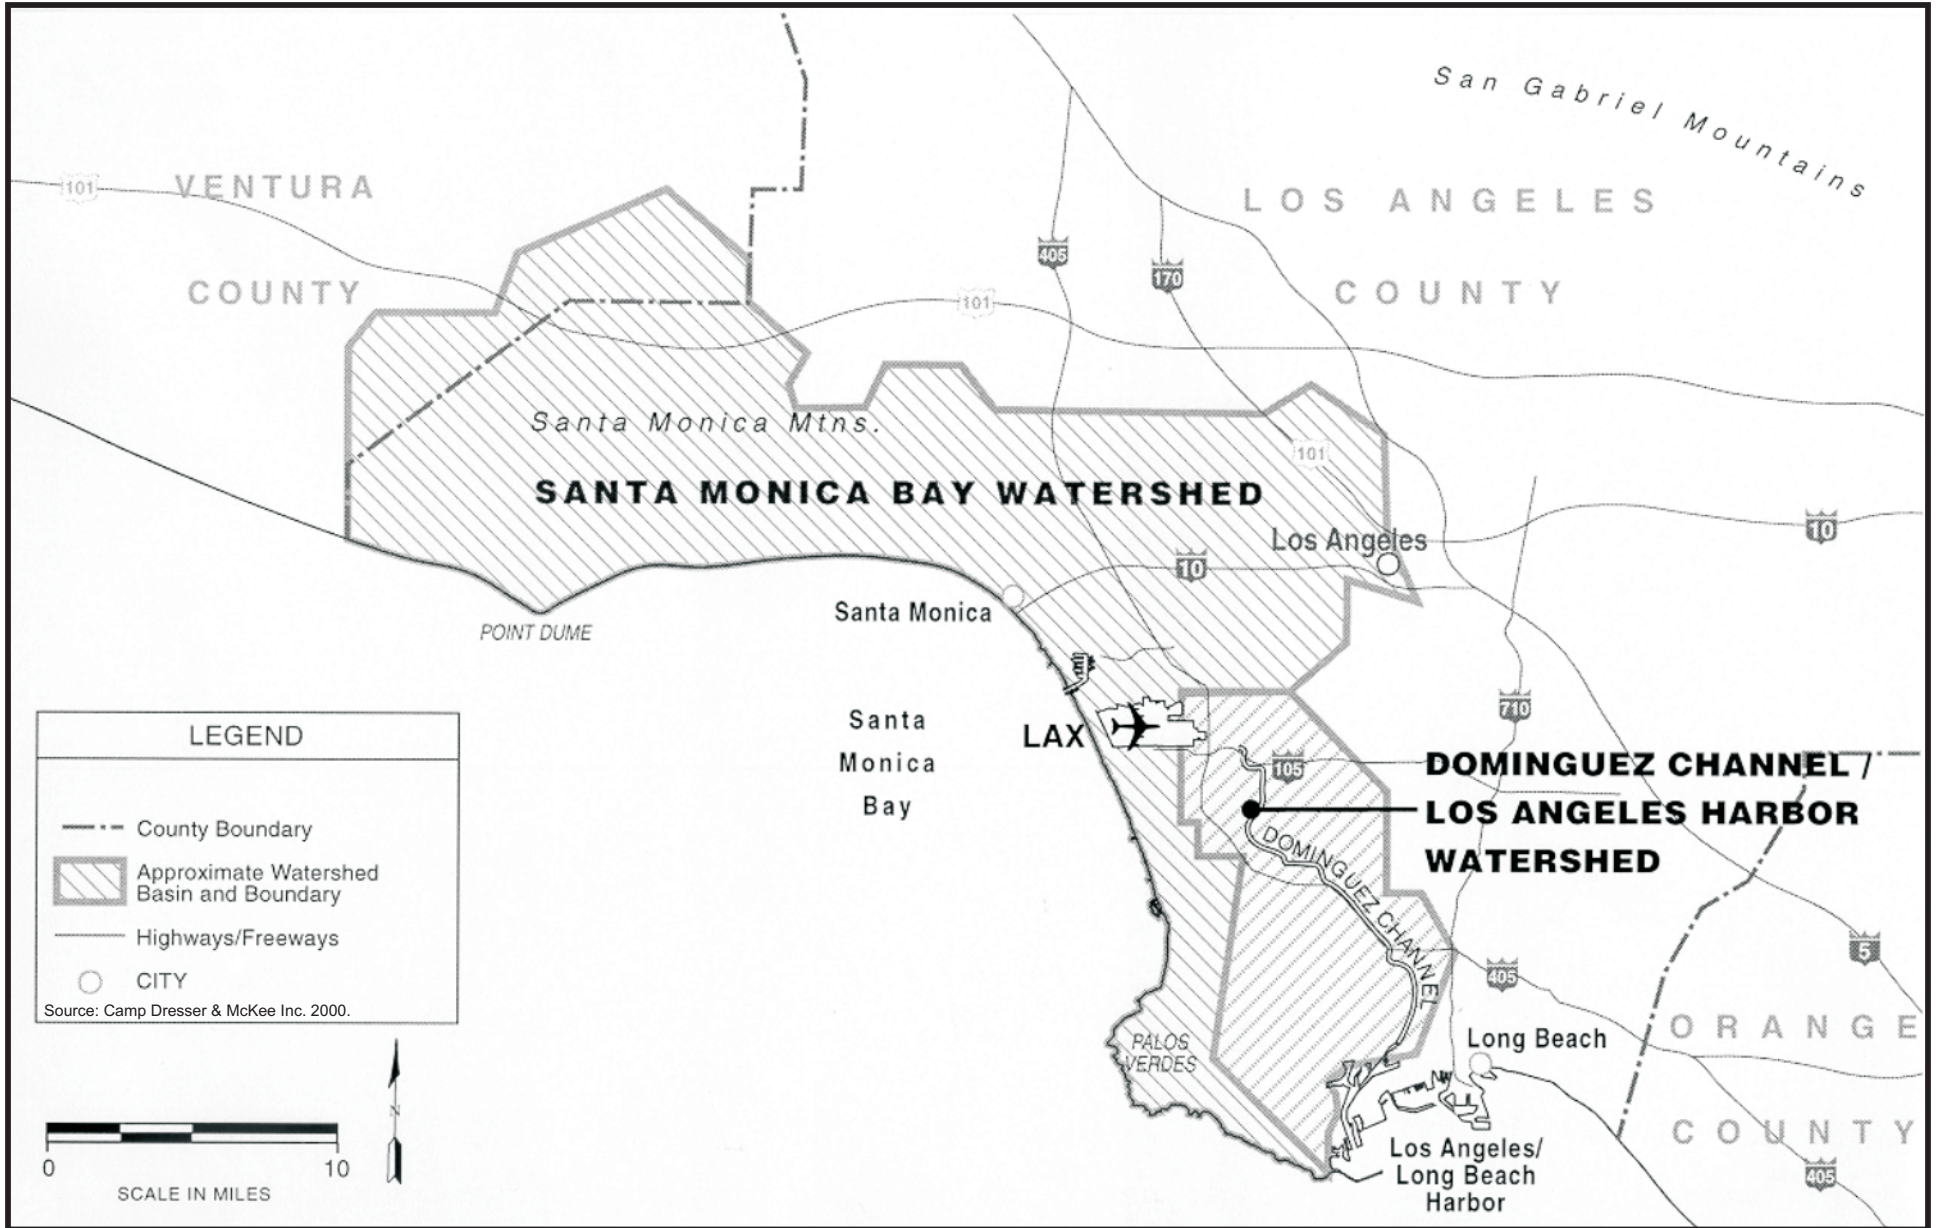 San Gabriel Mountains
101
VENTURA
COUNTY
LOS ANGELES
COUNTY
405
170
101
Santa Monica Mtns.
101
SANTA MONICA BAY WATERSHED
10
Los Angeles
10
Santa Monica
POINT DUME
Santa
Monica
Bay
LAX
710
105
DOMINGUEZ CHANNEL /
LOS ANGELES HARBOR
WATERSHED
DOMINGUEZ CHANNEL
5
405
ORANGE
COUNTY
Long Beach
PALOS
VERDES
Los Angeles/
Long Beach
Harbor
405
LEGEND
County Boundary
Approximate Watershed
Basin and Boundary
Highways/Freeways
CITY
Source: Camp Dresser & McKee Inc. 2000.
N
0 10
SCALE IN MILES